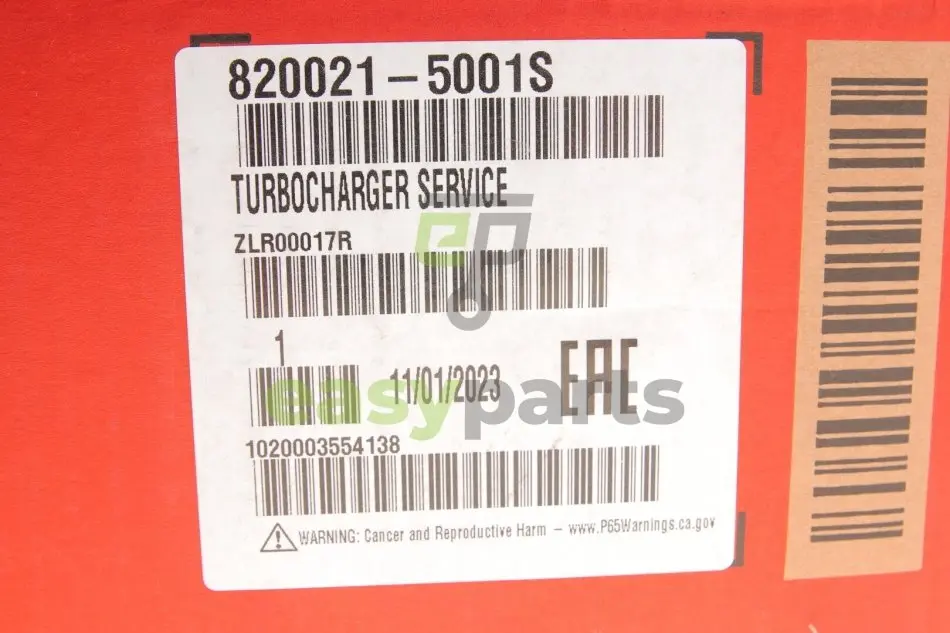 820021-5001S
TURBOCHARGER SERVICE
ZLR00017R
1
11/01/2023
EAC
easyparts
1020003554138
WARNING: Cancer and Reproductive Harm - www.P65Warnings.ca.gov